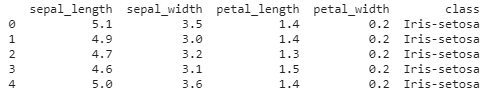 sepal_length sepal_width petal_length petal_width class
0 5.1 3.5 1.4 0.2 Iris-setosa
1 4.9 3.0 1.4 0.2 Iris-setosa
2 4.7 3.2 1.3 0.2 Iris-setosa
3 4.6 3.1 1.5 0.2 Iris-setosa
4 5.0 3.6 1.4 0.2 Iris-setosa